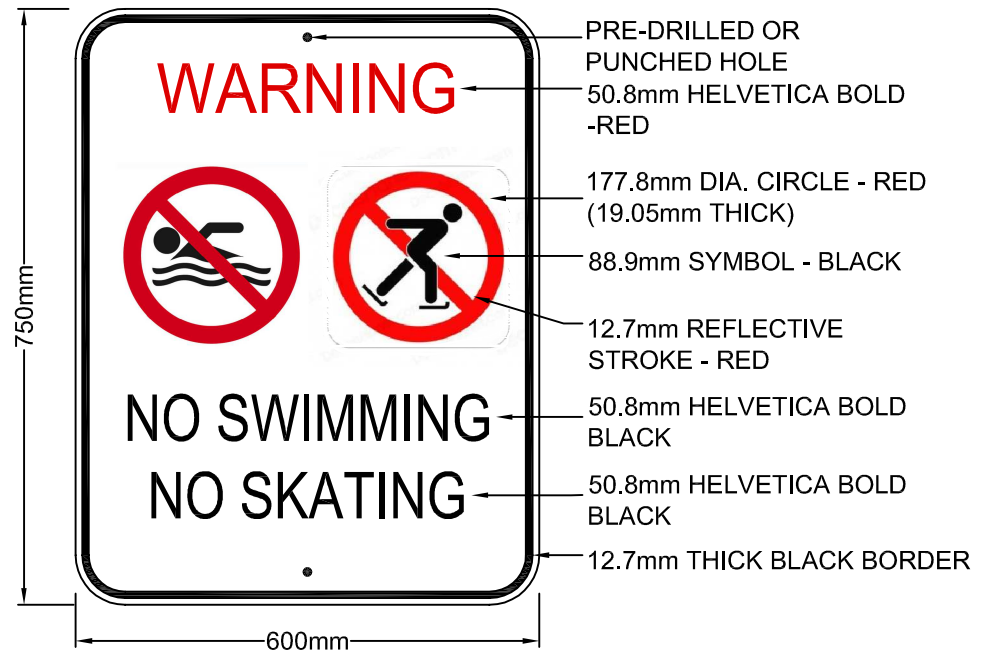 WARNING
NO SWIMMING
NO SKATING
750mm
600mm
PRE-DRILLED OR
PUNCHED HOLE
50.8mm HELVETICA BOLD
-RED
177.8mm DIA. CIRCLE - RED
(19.05mm THICK)
88.9mm SYMBOL - BLACK
12.7mm REFLECTIVE
STROKE - RED
50.8mm HELVETICA BOLD
BLACK
50.8mm HELVETICA BOLD
BLACK
12.7mm THICK BLACK BORDER